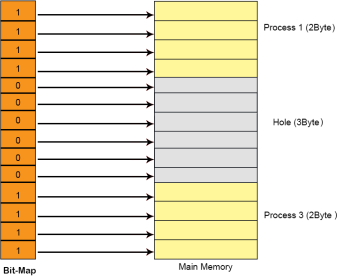 1
1
1
1
0
0
0
0
0
0
1
1
1
1
Process 1 (2Byte)
Hole (3Byte)
Process 3 (2Byte )
Bit-Map
Main Memory